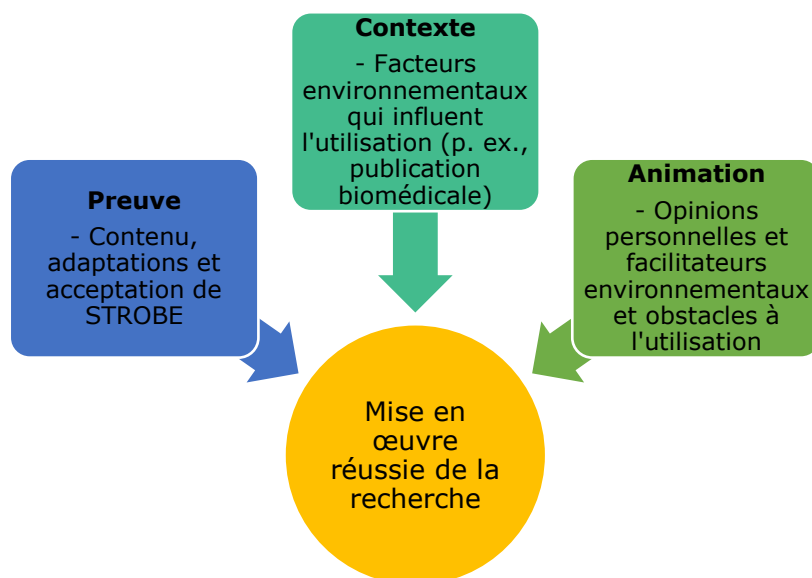 Contexte
- Facteurs
environnementaux
qui influent
l'utilisation (p. ex.,
publication
biomédicale)
Preuve
- Contenu,
adaptations et
acceptation de
STROBE
Animation
- Opinions
personnelles et
facilitateurs
environnementaux
et obstacles à
l'utilisation
Mise en
œuvre
réussie de la
recherche